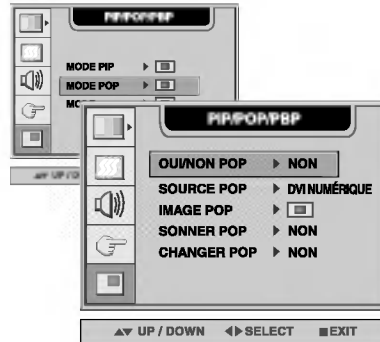 PIP/POP/PBP
MODE PIP
MODE POP
PIP/POP/PBP
OUI/NON POP NON
SOURCE POP DVI NUMÉRIQUE
IMAGE POP
SONNER POP NON
CHANGER POP NON
UP / DOWN SELECT EXIT